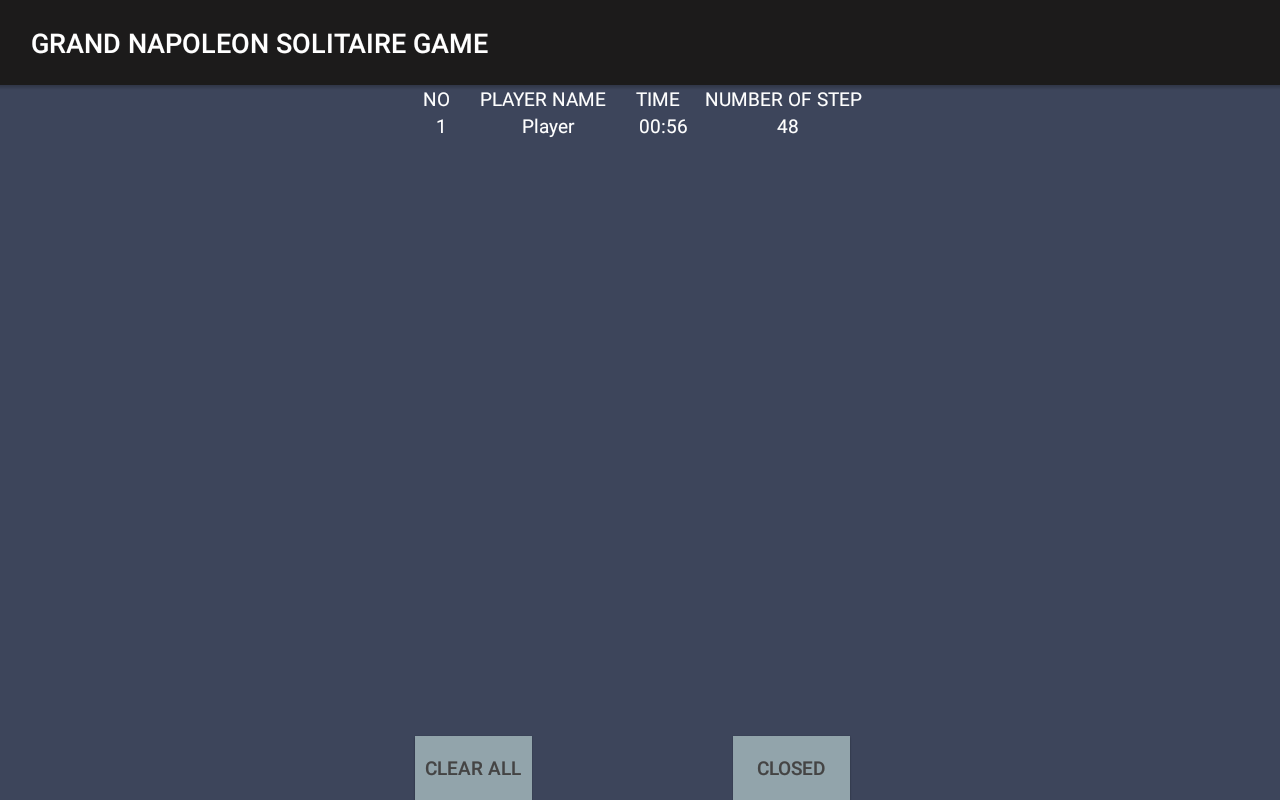 GRAND NAPOLEON SOLITAIRE GAME
NO PLAYER NAME TIME NUMBER OF STEP
1 Player 00:56 48
CLEAR ALL CLOSED